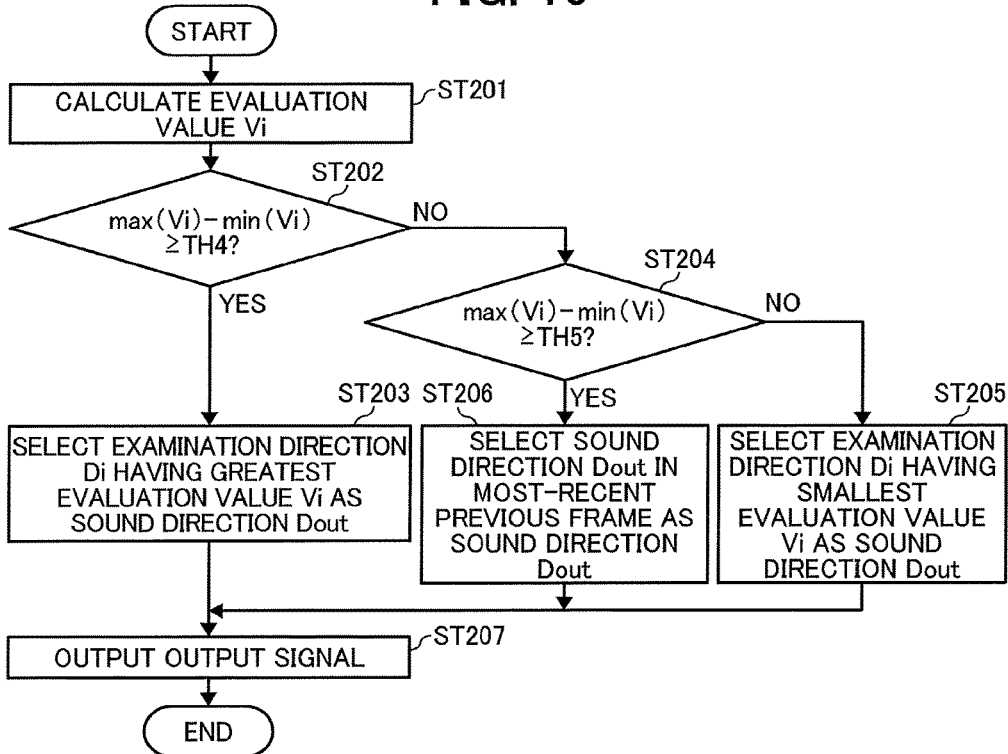 START
CALCULATE EVALUATION
VALUE Vi
ST201
max(Vi)-min(Vi)
≧TH4?
ST202
NO
YES
max(Vi)-min(Vi)
≧TH5?
ST204
NO
YES
ST203
SELECT EXAMINATION DIRECTION
Di HAVING GREATEST
EVALUATION VALUE Vi AS
SOUND DIRECTION Dout
ST206
SELECT SOUND
DIRECTION Dout IN
MOST-RECENT
PREVIOUS FRAME AS
SOUND DIRECTION
Dout
ST205
SELECT EXAMINATION
DIRECTION Di HAVING
SMALLEST
EVALUATION VALUE
Vi AS SOUND
DIRECTION Dout
OUTPUT OUTPUT SIGNAL
ST207
END